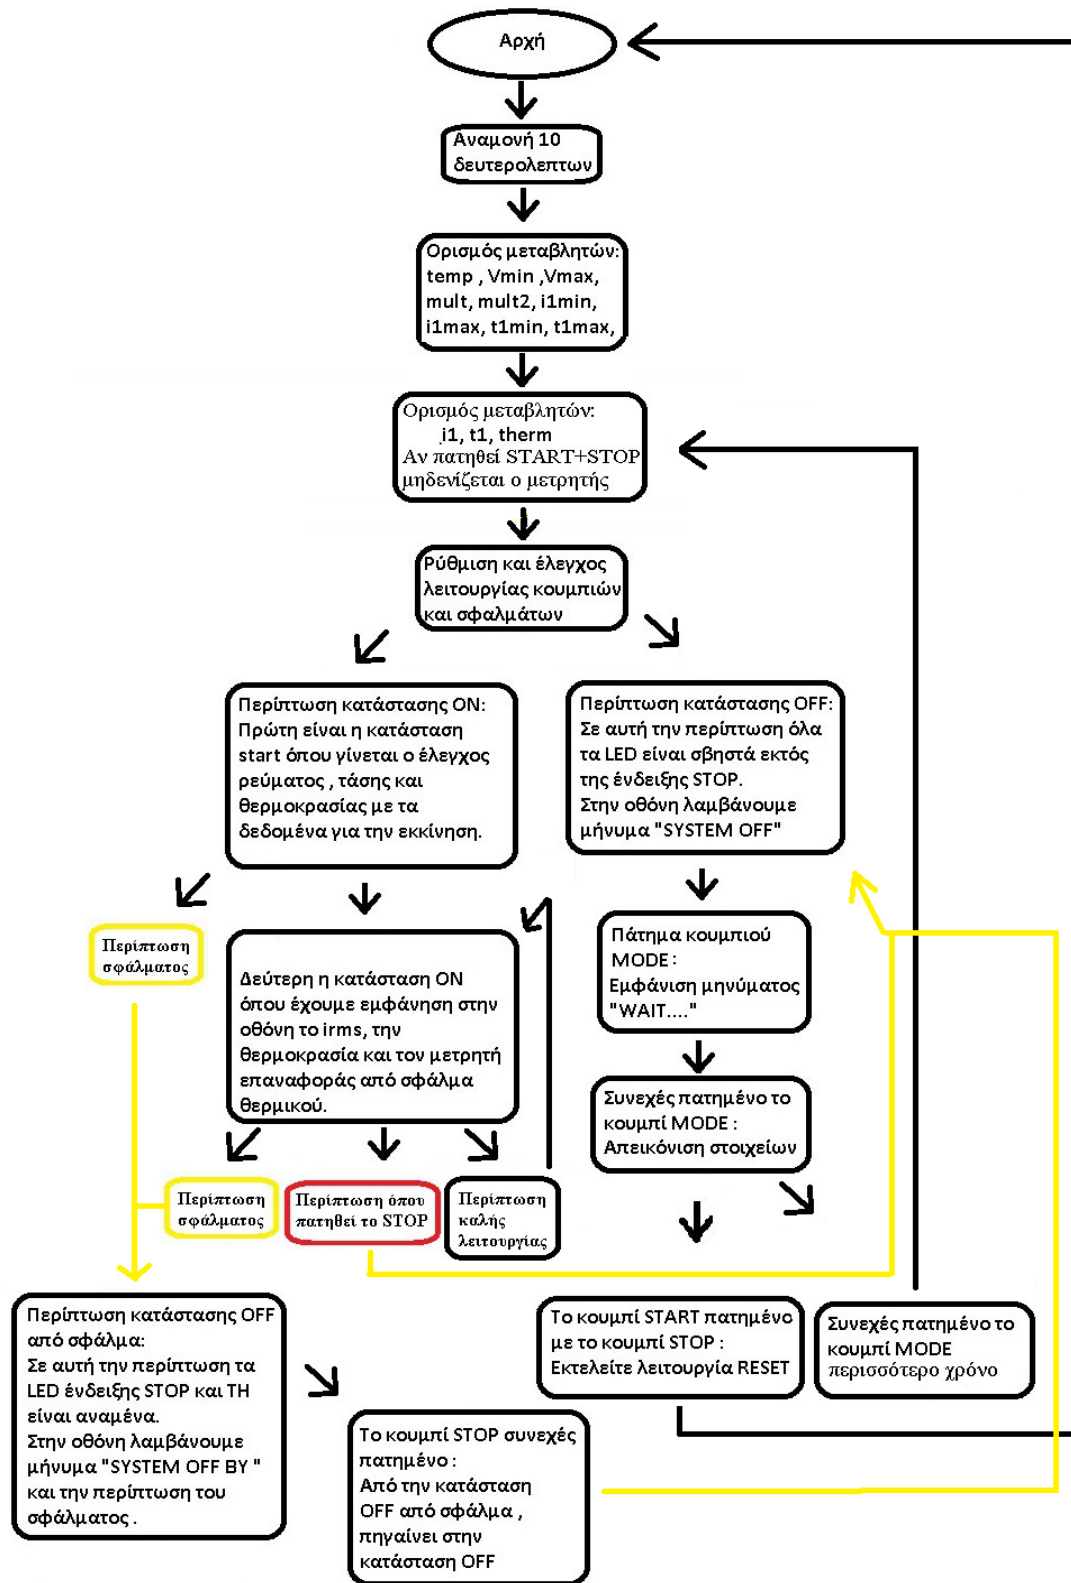 Αρχή
Αναμονή 10
δευτερολεπτων
Ορισμός μεταβλητών:
temp , Vmin ,Vmax,
mult, mult2, i1min,
i1max, t1min, t1max,
Ορισμός μεταβλητών:
i1, t1, therm
Αν πατηθεί START+STOP
μηδενίζεται ο μετρητής
Ρύθμιση και έλεγχος
λειτουργίας κουμπιών
και σφαλμάτων
Περίπτωση κατάστασης ON:
Πρώτη είναι η κατάσταση
start όπου γίνεται ο έλεγχος
ρεύματος , τάσης και
θερμοκρασίας με τα
δεδομένα για την εκκίνηση.
Περίπτωση κατάστασης OFF:
Σε αυτή την περίπτωση όλα
τα LED είναι σβηστά εκτός
της ένδειξης STOP.
Στην οθόνη λαμβάνουμε
μήνυμα "SYSTEM OFF"
Περίπτωση
σφάλματος
Δεύτερη η κατάσταση ON
όπου έχουμε εμφάνηση στην
οθόνη το irms, την
θερμοκρασία και τον μετρητή
επαναφοράς από σφάλμα
θερμικού.
Πάτημα κουμπιού
MODE :
Εμφάνιση μηνύματος
"WAIT...."
Συνεχές πατημένο το
κουμπί MODE :
Απεικόνιση στοιχείων
Περίπτωση
σφάλματος
Περίπτωση όπου
πατηθεί το STOP
Περίπτωση
καλής
λειτουργίας
Περίπτωση κατάστασης OFF
από σφάλμα:
Σε αυτή την περίπτωση τα
LED ένδειξης STOP και TH
είναι αναμένα.
Στην οθόνη λαμβάνουμε
μήνυμα "SYSTEM OFF BY "
και την περίπτωση του
σφάλματος .
Το κουμπί START πατημένο
με το κουμπί STOP :
Εκτελείτε λειτουργία RESET
Συνεχές πατημένο το
κουμπί MODE
περισσότερο χρόνο
Το κουμπί STOP συνεχές
πατημένο :
Από την κατάσταση
OFF από σφάλμα ,
πηγαίνει στην
κατάσταση OFF